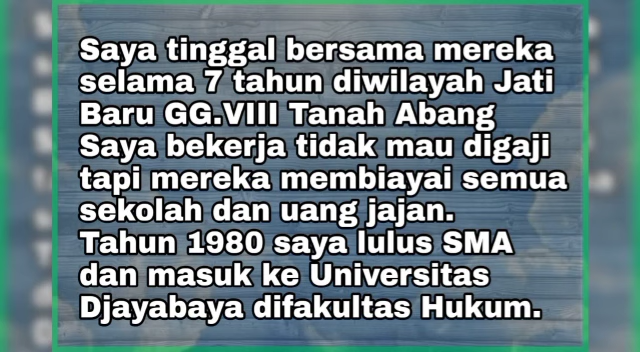 Saya tinggal bersama mereka
selama 7 tahun diwilayah Jati
Baru GG.VIII Tanah Abang
Saya bekerja tidak mau digaji
tapi mereka membiayai semua
sekolah dan uang jajan.
Tahun 1980 saya lulus SMA
dan masuk ke Universitas
Djayabaya difakultas Hukum.